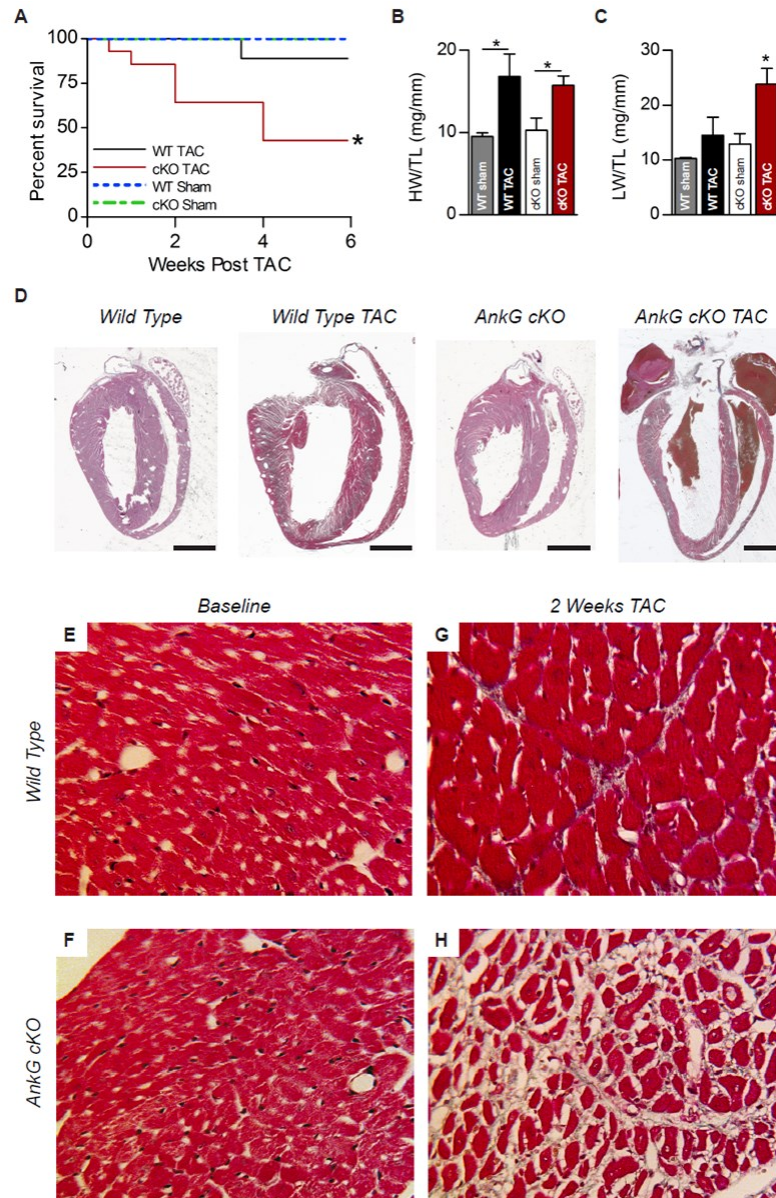 A
100
75
50
25
0
Percent survival
WT TAC
cKO TAC
WT Sham
cKO Sham
*
0 2 4 6
Weeks Post TAC
B
HW/TL (mg/mm)
20
10
0
* *
WT sham
WT TAC
cKO sham
cKO TAC
C
LW/TL (mg/mm)
30
20
10
0
*
WT sham
WT TAC
cKO sham
cKO TAC
D
Wild Type
Wild Type TAC
AnkG cKO
AnkG cKO TAC
Baseline
2 Weeks TAC
Wild Type
E
G
AnkG cKO
F
H